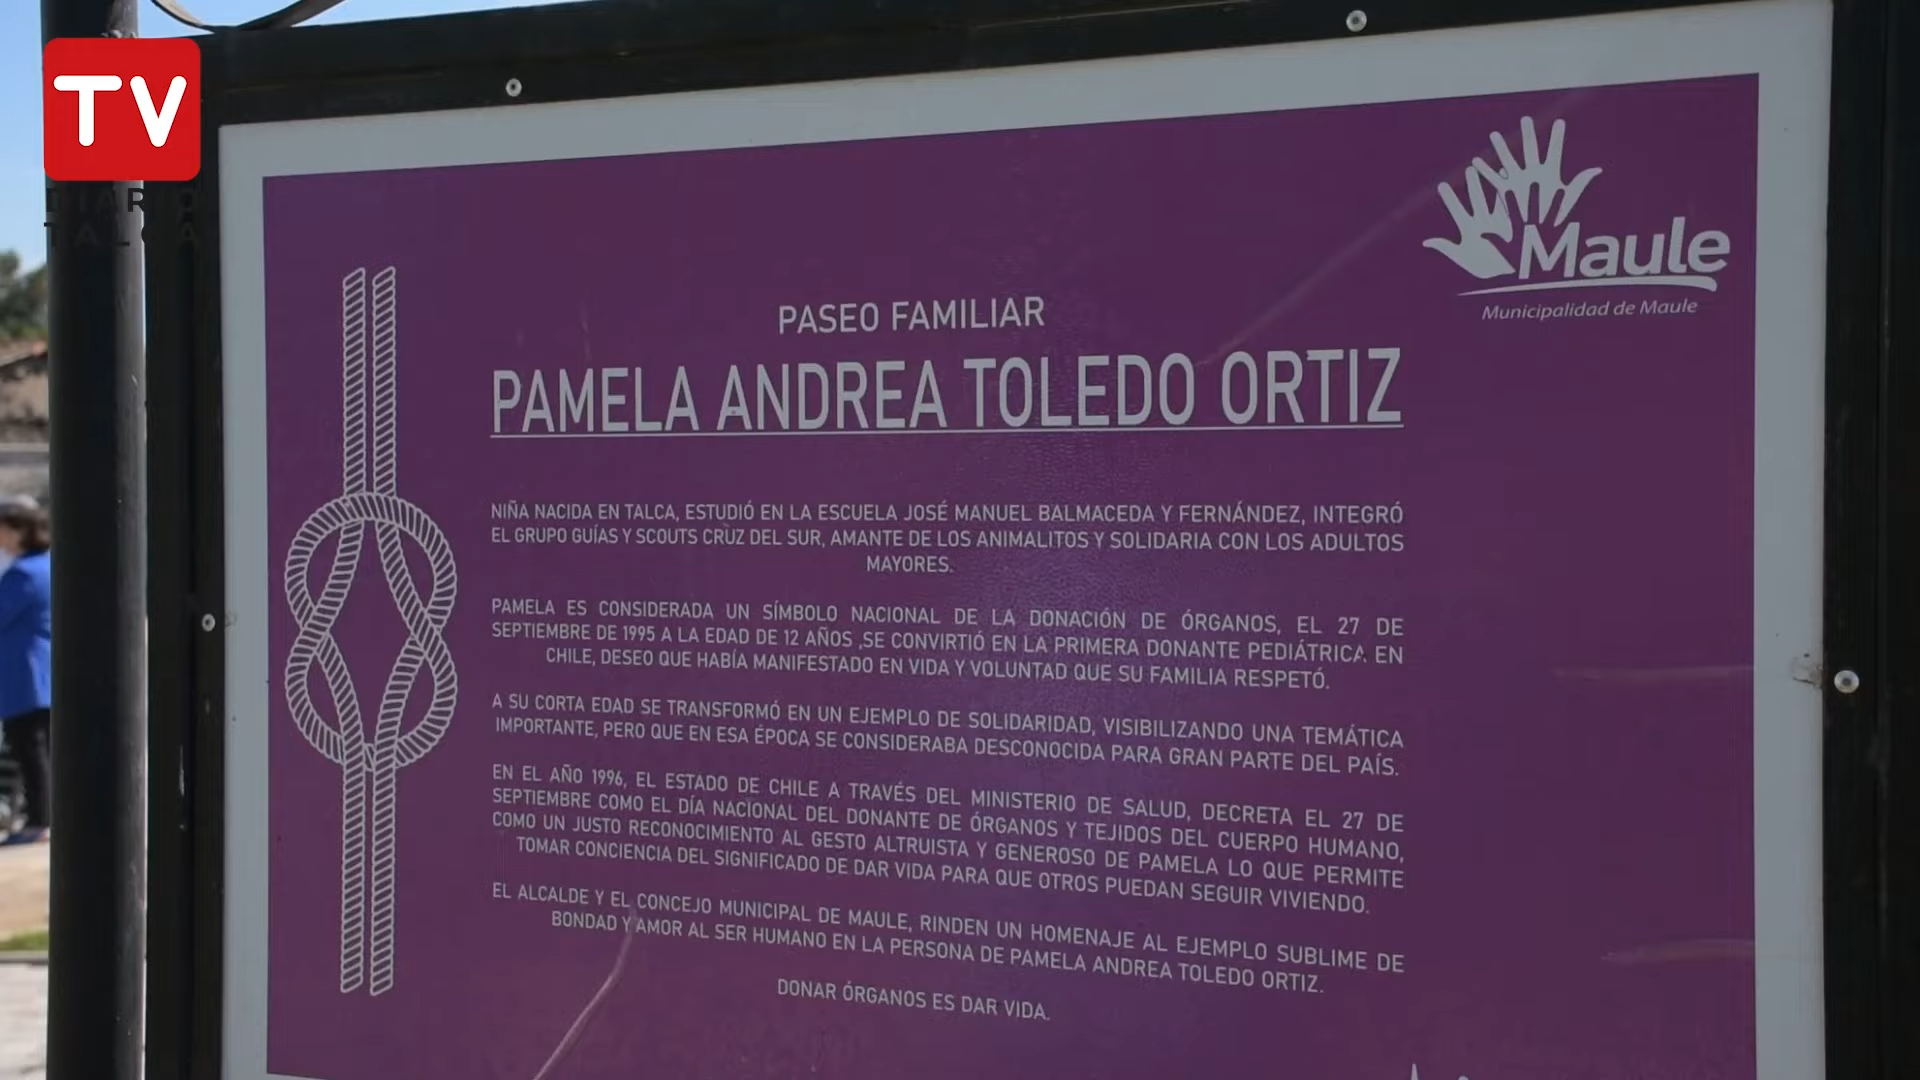 TV
DIARIO
TALCA
Maule
Municipalidad de Maule
PASEO FAMILIAR
PAMELA ANDREA TOLEDO ORTIZ
NIÑA NACIDA EN TALCA, ESTUDIÓ EN LA ESCUELA JOSÉ MANUEL BALMACEDA Y FERNÁNDEZ, INTEGRÓ
EL GRUPO GUÍAS Y SCOUTS CRUZ DEL SUR, AMANTE DE LOS ANIMALITOS Y SOLIDARIA CON LOS ADULTOS
MAYORES.
PAMELA ES CONSIDERADA UN SÍMBOLO NACIONAL DE LA DONACIÓN DE ÓRGANOS, EL 27 DE
SEPTIEMBRE DE 1995 A LA EDAD DE 12 AÑOS ,SE CONVIRTIÓ EN LA PRIMERA DONANTE PEDIÁTRICA EN
CHILE, DESEO QUE HABÍA MANIFESTADO EN VIDA Y VOLUNTAD QUE SU FAMILIA RESPETÓ.
A SU CORTA EDAD SE TRANSFORMÓ EN UN EJEMPLO DE SOLIDARIDAD, VISIBILIZANDO UNA TEMÁTICA
IMPORTANTE, PERO QUE EN ESA ÉPOCA SE CONSIDERABA DESCONOCIDA PARA GRAN PARTE DEL PAÍS.
EN EL AÑO 1996, EL ESTADO DE CHILE A TRAVÉS DEL MINISTERIO DE SALUD, DECRETA EL 27 DE
SEPTIEMBRE COMO EL DÍA NACIONAL DEL DONANTE DE ÓRGANOS Y TEJIDOS DEL CUERPO HUMANO,
COMO UN JUSTO RECONOCIMIENTO AL GESTO ALTRUISTA Y GENEROSO DE PAMELA LO QUE PERMITE
TOMAR CONCIENCIA DEL SIGNIFICADO DE DAR VIDA PARA QUE OTROS PUEDAN SEGUIR VIVIENDO.
EL ALCALDE Y EL CONCEJO MUNICIPAL DE MAULE, RINDEN UN HOMENAJE AL EJEMPLO SUBLIME DE
BONDAD Y AMOR AL SER HUMANO EN LA PERSONA DE PAMELA ANDREA TOLEDO ORTIZ.
DONAR ÓRGANOS ES DAR VIDA.